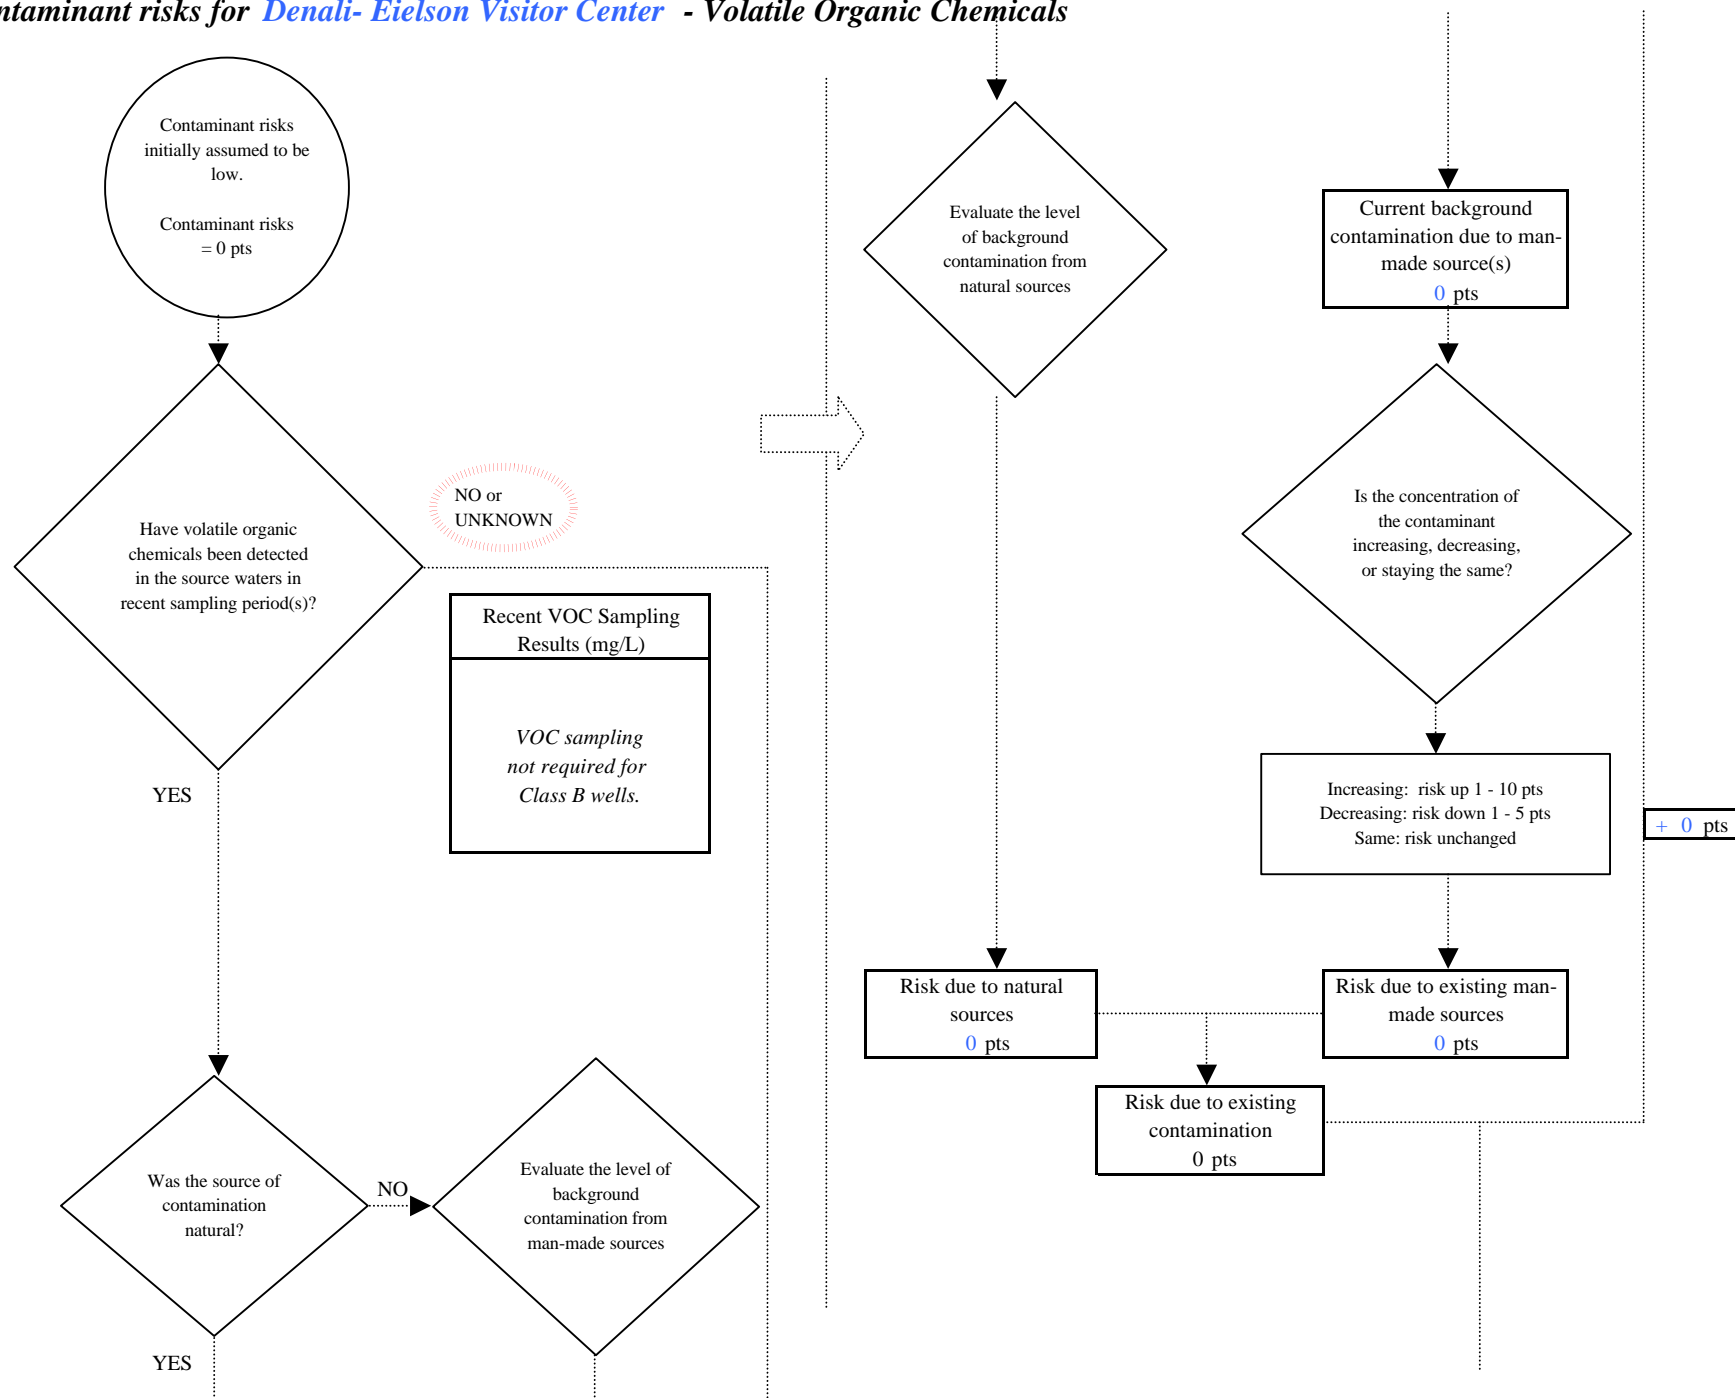 ntaminant risks for Denali- Eielson Visitor Center - Volatile Organic Chemicals
Contaminant risks
initially assumed to be
low.
Contaminant risks
= 0 pts
Have volatile organic
chemicals been detected
in the source waters in
recent sampling period(s)?
NO or
UNKNOWN
Recent VOC Sampling
Results (mg/L)
VOC sampling
not required for
Class B wells.
YES
Was the source of
contamination
natural?
NO
Evaluate the level of
background
contamination from
man-made sources
YES
Evaluate the level
of background
contamination from
natural sources
Current background
contamination due to man-
made source(s)
0 pts
Is the concentration of
the contaminant
increasing, decreasing,
or staying the same?
Increasing: risk up 1 - 10 pts
Decreasing: risk down 1 - 5 pts
Same: risk unchanged
+ 0 pts
Risk due to natural
sources
0 pts
Risk due to existing man-
made sources
0 pts
Risk due to existing
contamination
0 pts